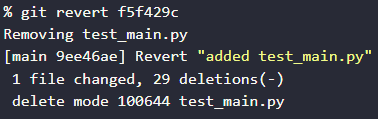 % git revert f5f429c
Removing test_main.py
[main 9ee46ae] Revert "added test_main.py"
 1 file changed, 29 deletions(-)
 delete mode 100644 test_main.py